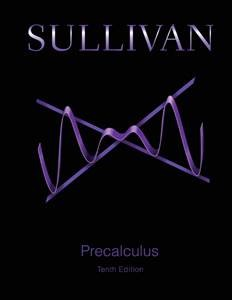 SULLIVAN
Precalculus
Tenth Edition